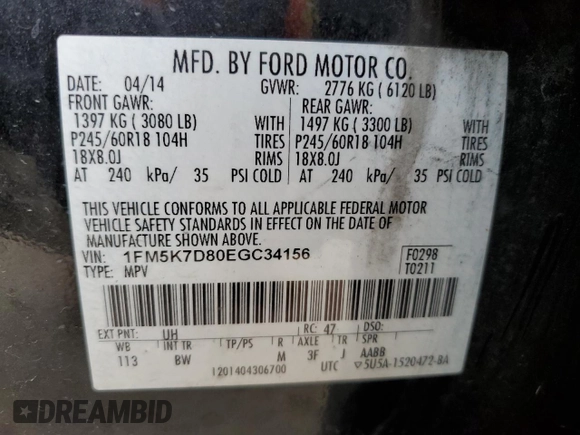 MFD. BY FORD MOTOR CO.
DATE: 04/14 GVWR: 2776 KG ( 6120 LB)
FRONT GAWR: REAR GAWR:
1397 KG ( 3080 LB) WITH 1497 KG ( 3300 LB) WITH
P245/60R18 104H TIRES P245/60R18 104H TIRES
18X8.0J RIMS 18X8.0J RIMS
AT 240 kPa/ 35 PSI COLD AT 240 kPa/ 35 PSI COLD
THIS VEHICLE CONFORMS TO ALL APPLICABLE FEDERAL MOTOR
VEHICLE SAFETY STANDARDS IN EFFECT ON THE DATE OF
MANUFACTURE SHOWN ABOVE.
VIN: 1FM5K7D80EGC34156 F0298
TYPE: MPV T0211
EXT PNT: UH RC: 47 DSO:
WB INT TR TP/PS R AXLE TR SPR
113 BW M 3F J AABB
1201404306700 UTC ▽5U5A-1520472-BA
DREAMBID